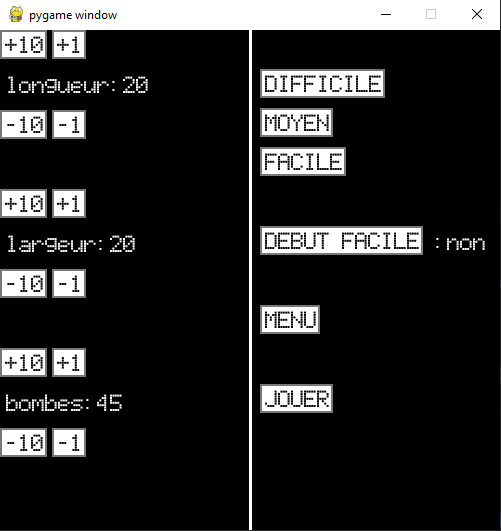 pygame window
+10 +1
longueur: 20
-10 -1
+10 +1
largeur: 20
-10 -1
+10 +1
bombes: 45
-10 -1
DIFFICILE
MOYEN
FACILE
DEBUT FACILE : non
MENU
JOUER